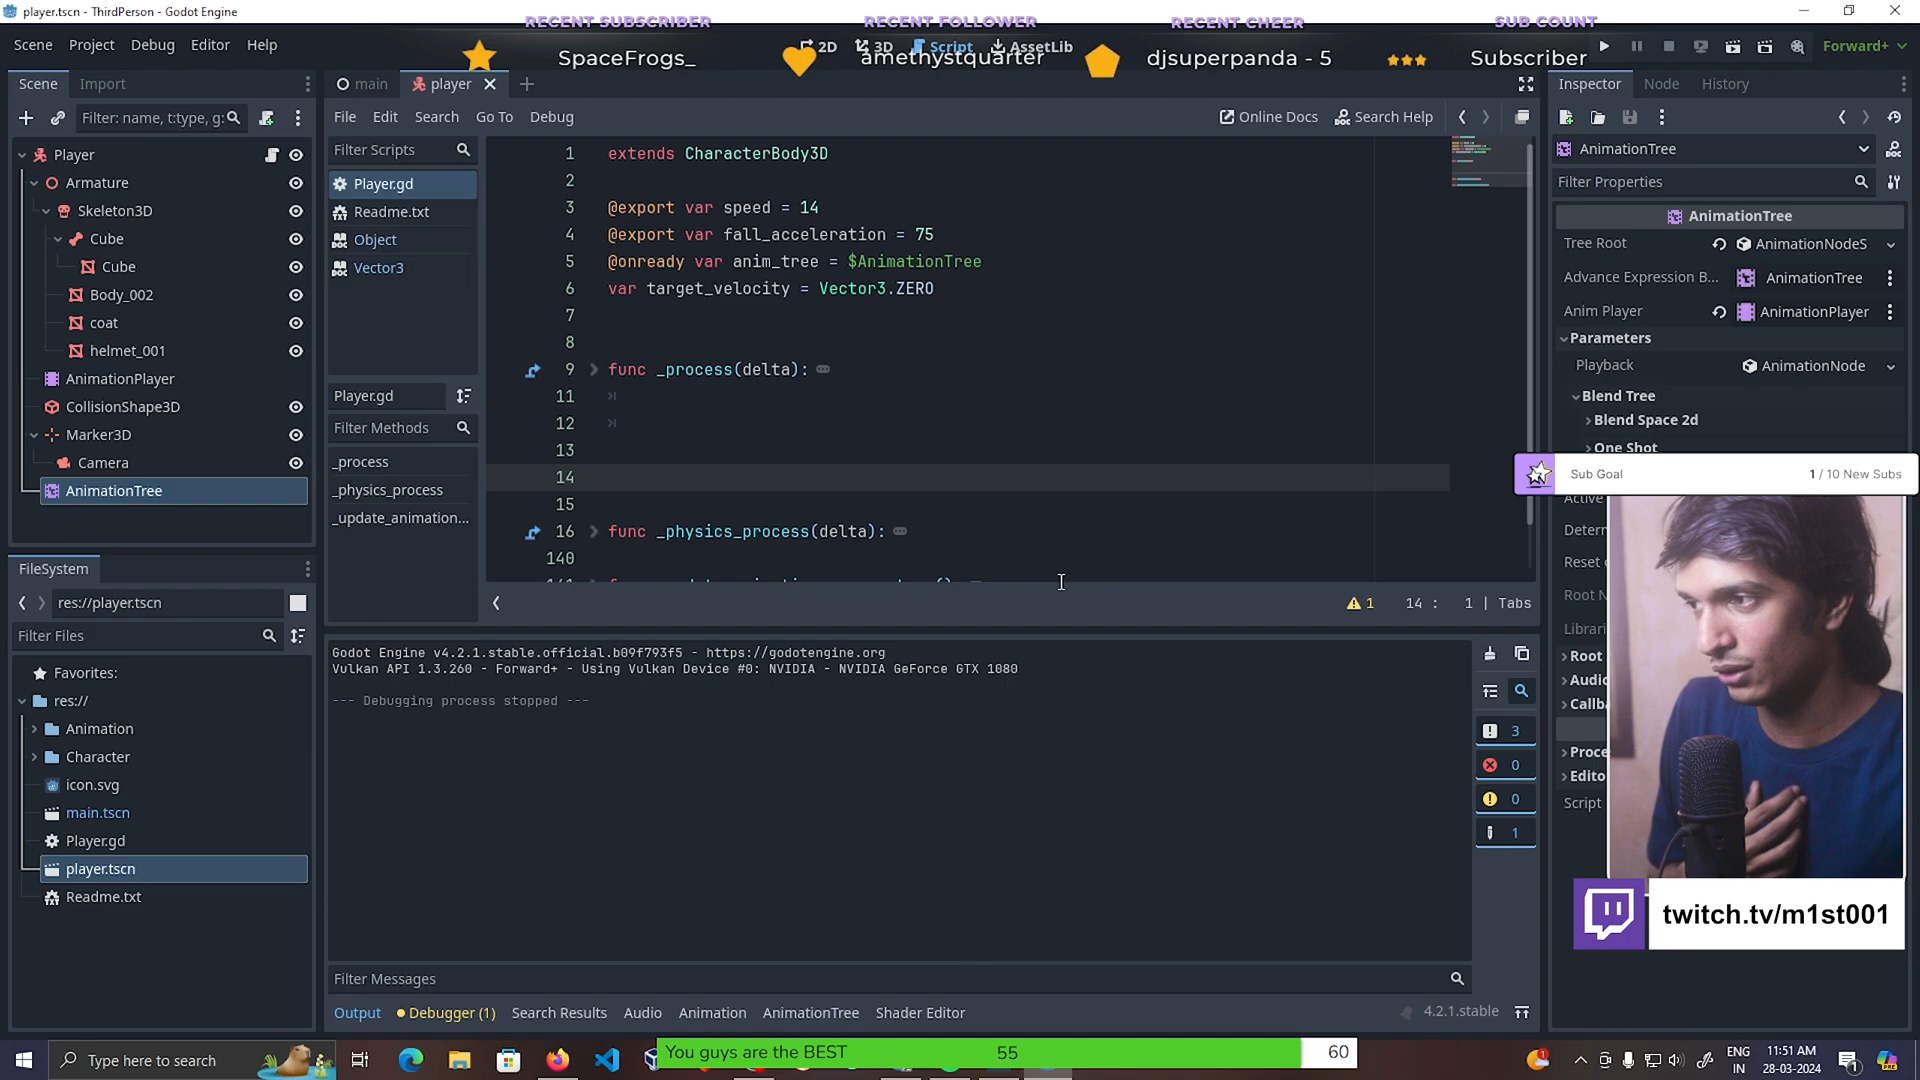 player.tscn - ThirdPerson - Godot Engine
RECENT SUBSCRIBER
RECENT FOLLOWER
RECENT CHEER
SUB COUNT
Scene Project Debug Editor Help
2D 3D Script AssetLib
Forward+
SpaceFrogs_
amethystquarter
djsuperpanda - 5
Subscriber
Scene Import
main
player
Inspector Node History
Filter: name, t:type, g:
File Edit Search Go To Debug
Online Docs Search Help
Player
Armature
Skeleton3D
Cube
Cube
Body_002
coat
helmet_001
AnimationPlayer
CollisionShape3D
Marker3D
Camera
AnimationTree
Filter Scripts
Player.gd
Readme.txt
Object
Vector3
Player.gd
Filter Methods
_process
_physics_process
_update_animation...
1 extends CharacterBody3D
2
3 @export var speed = 14
4 @export var fall_acceleration = 75
5 @onready var anim_tree = $AnimationTree
6 var target_velocity = Vector3.ZERO
7
8
9 func _process(delta):
11
12
13
14
15
16 func _physics_process(delta):
140
1 14 : 1 | Tabs
AnimationTree
Filter Properties
AnimationTree
Tree Root AnimationNodeS
Advance Expression B... AnimationTree
Anim Player AnimationPlayer
Parameters
Playback AnimationNode
Blend Tree
Blend Space 2d
One Shot
Sub Goal 1 / 10 New Subs
Active
Deter
Reset
Root N
Librari
Root
Audio
Callba
Proce
Edito
Script
FileSystem
res://player.tscn
Filter Files
Favorites:
res://
Animation
Character
icon.svg
main.tscn
Player.gd
player.tscn
Readme.txt
Godot Engine v4.2.1.stable.official.b09f793f5 - https://godotengine.org
Vulkan API 1.3.260 - Forward+ - Using Vulkan Device #0: NVIDIA - NVIDIA GeForce GTX 1080
--- Debugging process stopped ---
3
0
0
1
Filter Messages
Output Debugger (1) Search Results Audio Animation AnimationTree Shader Editor
4.2.1.stable
twitch.tv/m1st001
Type here to search
You guys are the BEST 55 60
ENG
IN
11:51 AM
28-03-2024